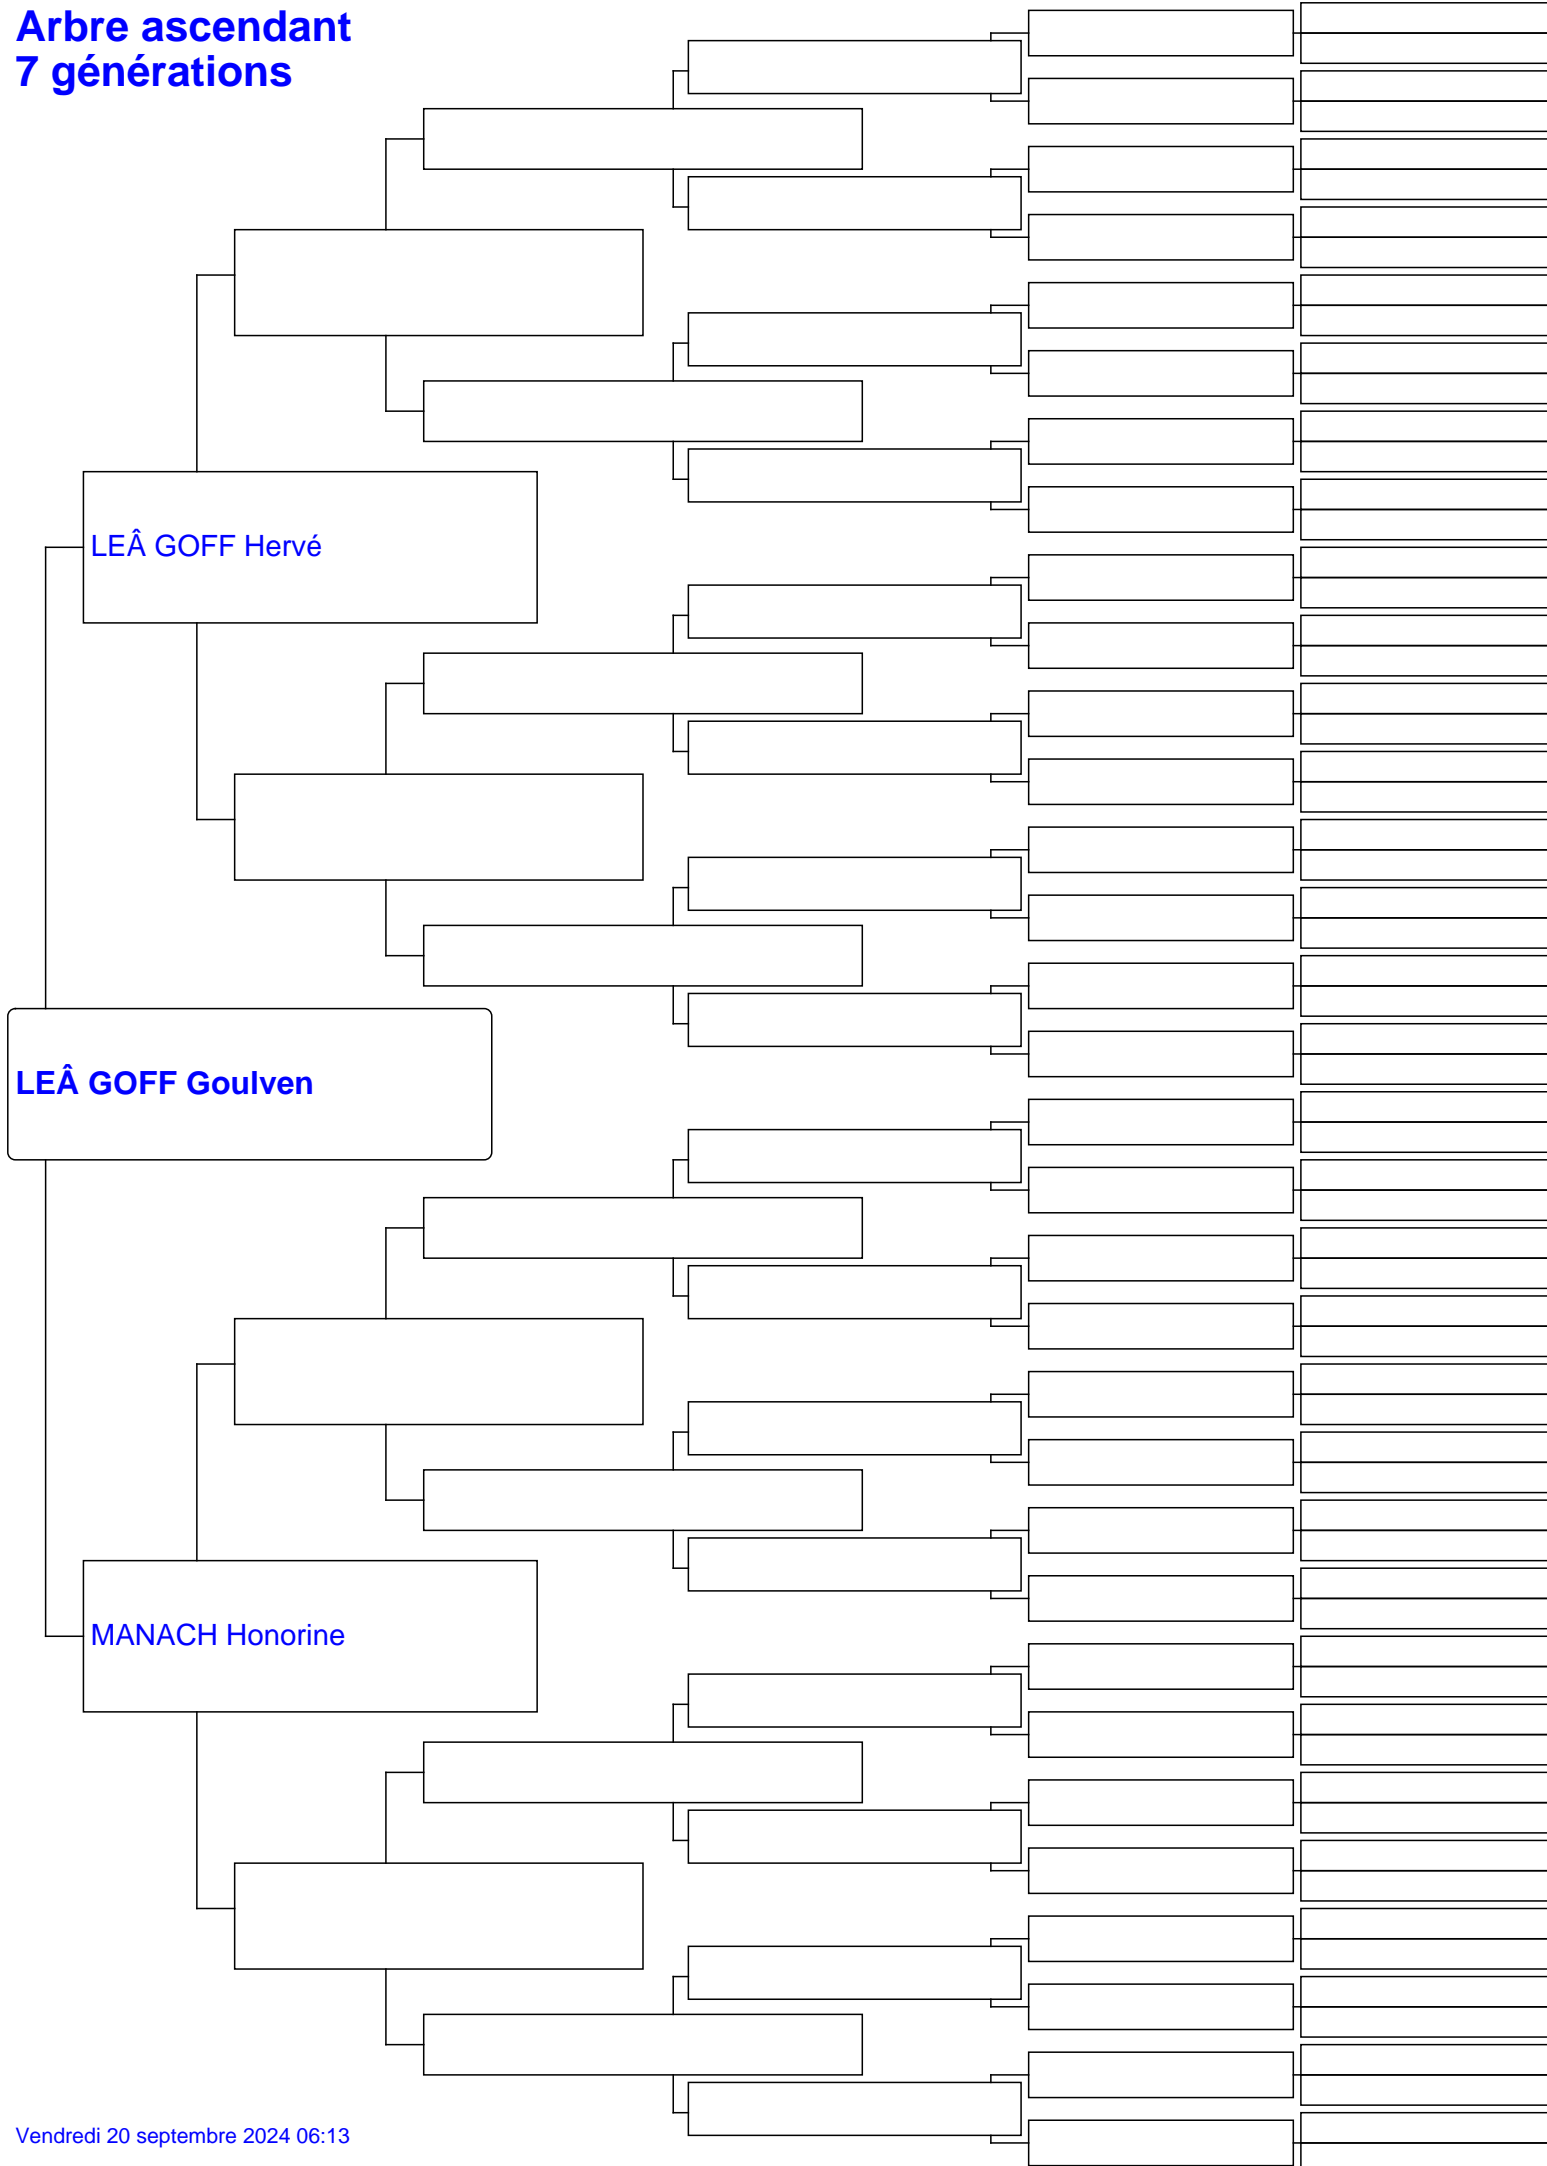 Arbre ascendant
7 générations
LEÂ GOFF Hervé
LEÂ GOFF Goulven
MANACH Honorine
Vendredi 20 septembre 2024 06:13